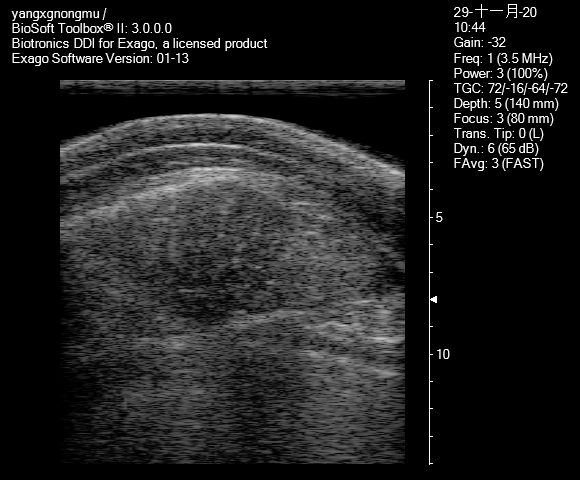 yangxgnongmu /
BioSoft Toolbox® II: 3.0.0.0
Biotronics DDI for Exago, a licensed product
Exago Software Version: 01-13
29-十一月-20
10:44
Gain: -32
Freq: 1 (3.5 MHz)
Power: 3 (100%)
TGC: 72/-16/-64/-72
Depth: 5 (140 mm)
Focus: 3 (80 mm)
Trans. Tip: 0 (L)
Dyn.: 6 (65 dB)
FAvg: 3 (FAST)
5
10